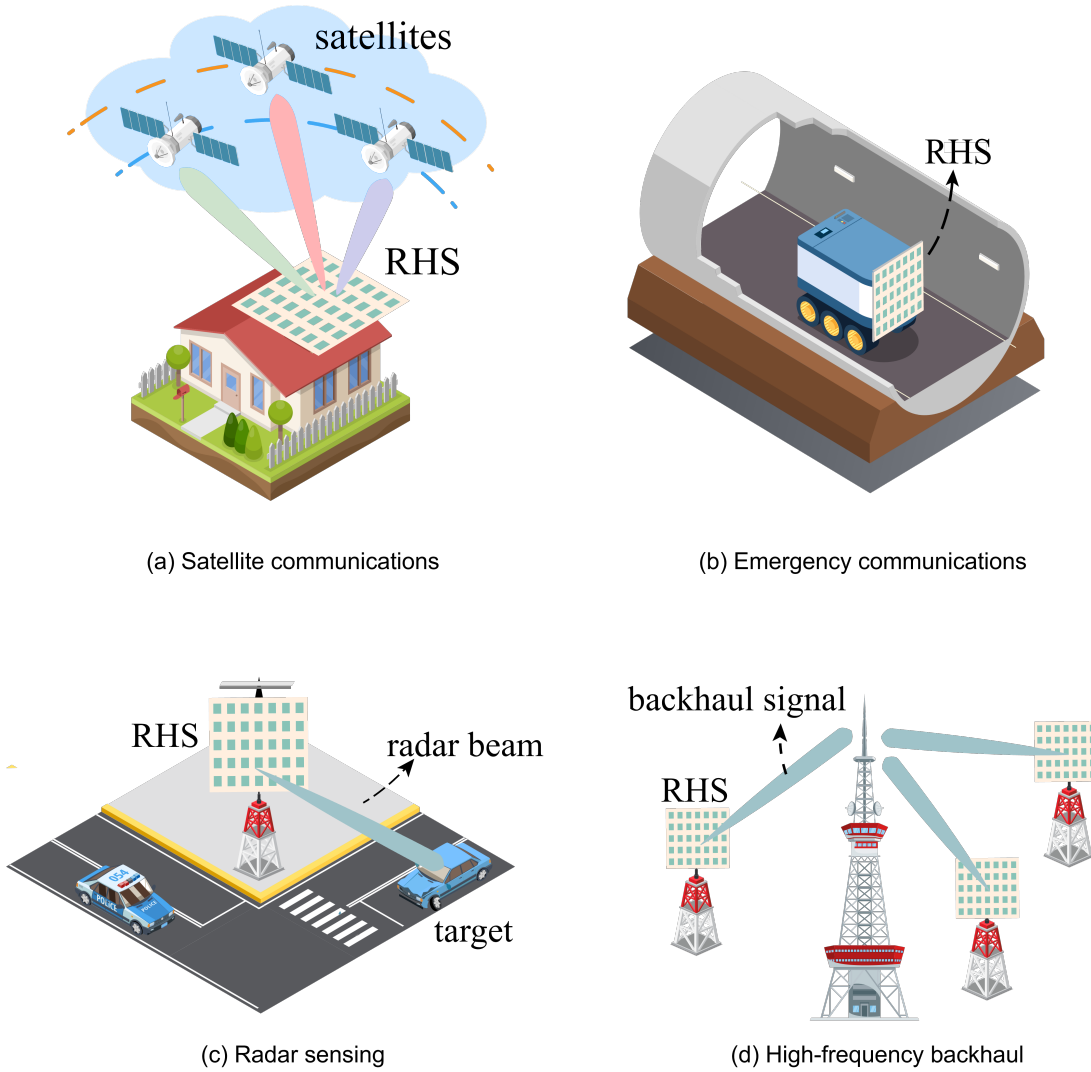 satellites
RHS
(a) Satellite communications
RHS
(b) Emergency communications
RHS
radar beam
054
POLICE
POLICE
target
(c) Radar sensing
backhaul signal
RHS
(d) High-frequency backhaul